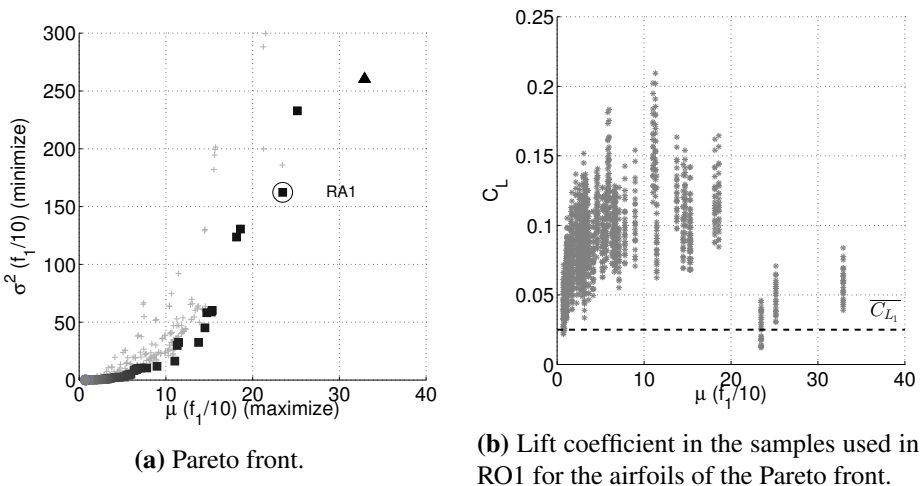 300
250
200
150
100
50
0
σ² (f₁/10) (minimize)
RA1
0 10 20 30 40
μ (f₁/10) (maximize)
(a) Pareto front.
0.25
0.2
0.15
0.1
0.05
0
C_L
C_L₁
0 10 20 30 40
μ (f₁/10)
(b) Lift coefficient in the samples used in
RO1 for the airfoils of the Pareto front.